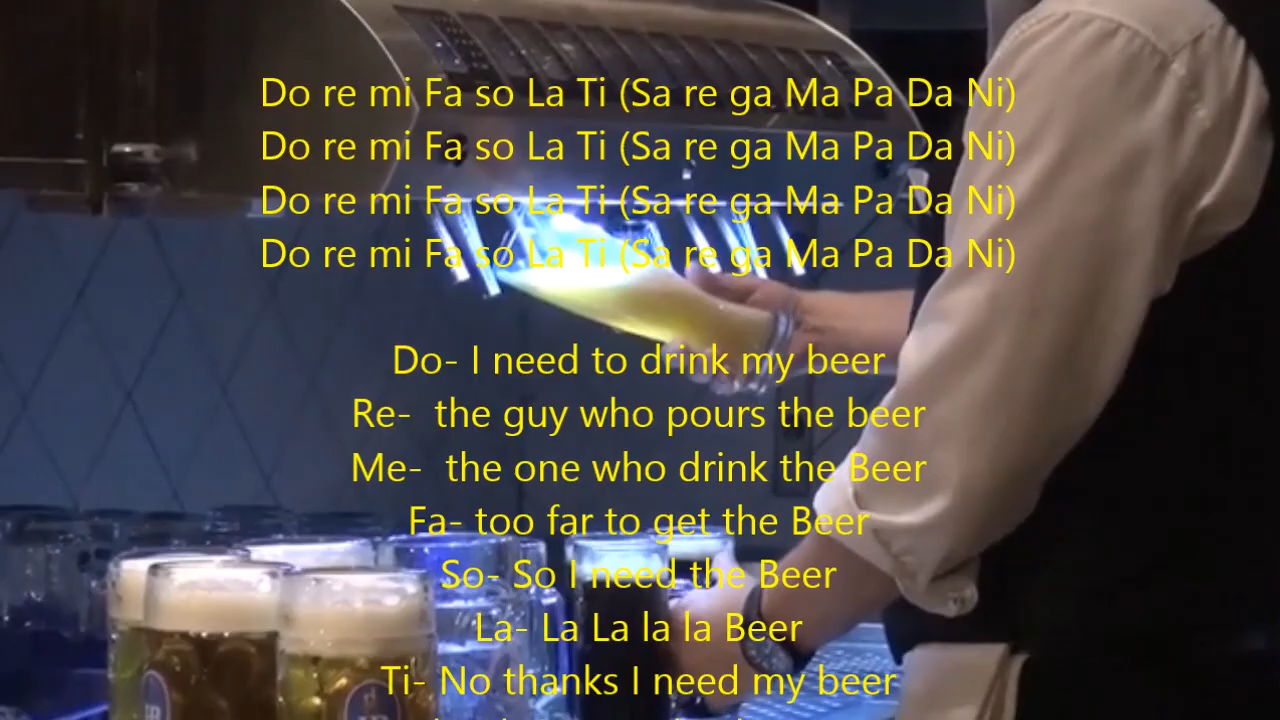 Do re mi Fa so La Ti (Sa re ga Ma Pa Da Ni)
Do re mi Fa so La Ti (Sa re ga Ma Pa Da Ni)
Do re mi Fa so La Ti (Sa re ga Ma Pa Da Ni)
Do re mi Fa so La Ti (Sa re ga Ma Pa Da Ni)
Do- I need to drink my beer
Re-  the guy who pours the beer
Me-  the one who drink the Beer
Fa- too far to get the Beer
So- So I need the Beer
La- La La la la Beer
Ti- No thanks I need my beer